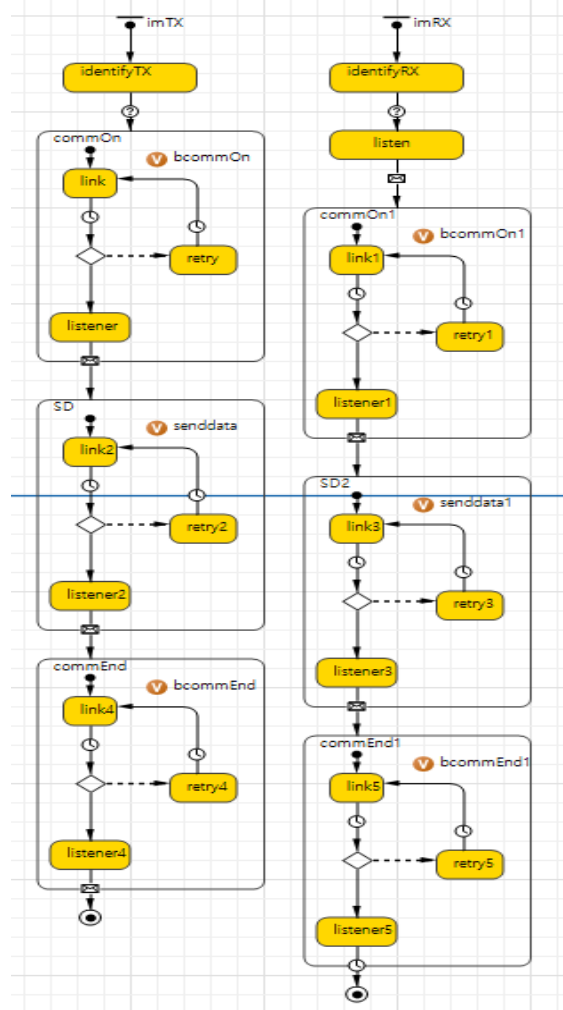 imTX
identifyTX
?
commOn
V bcommOn
link
retry
listener
SD
V senddata
link2
retry2
listener2
commEnd
V bcommEnd
link4
retry4
listener4
imRX
identifyRX
?
listen
commOn1
V bcommOn1
link1
retry1
listener1
SD2
V senddata1
link3
retry3
listener3
commEnd1
V bcommEnd1
link5
retry5
listener5